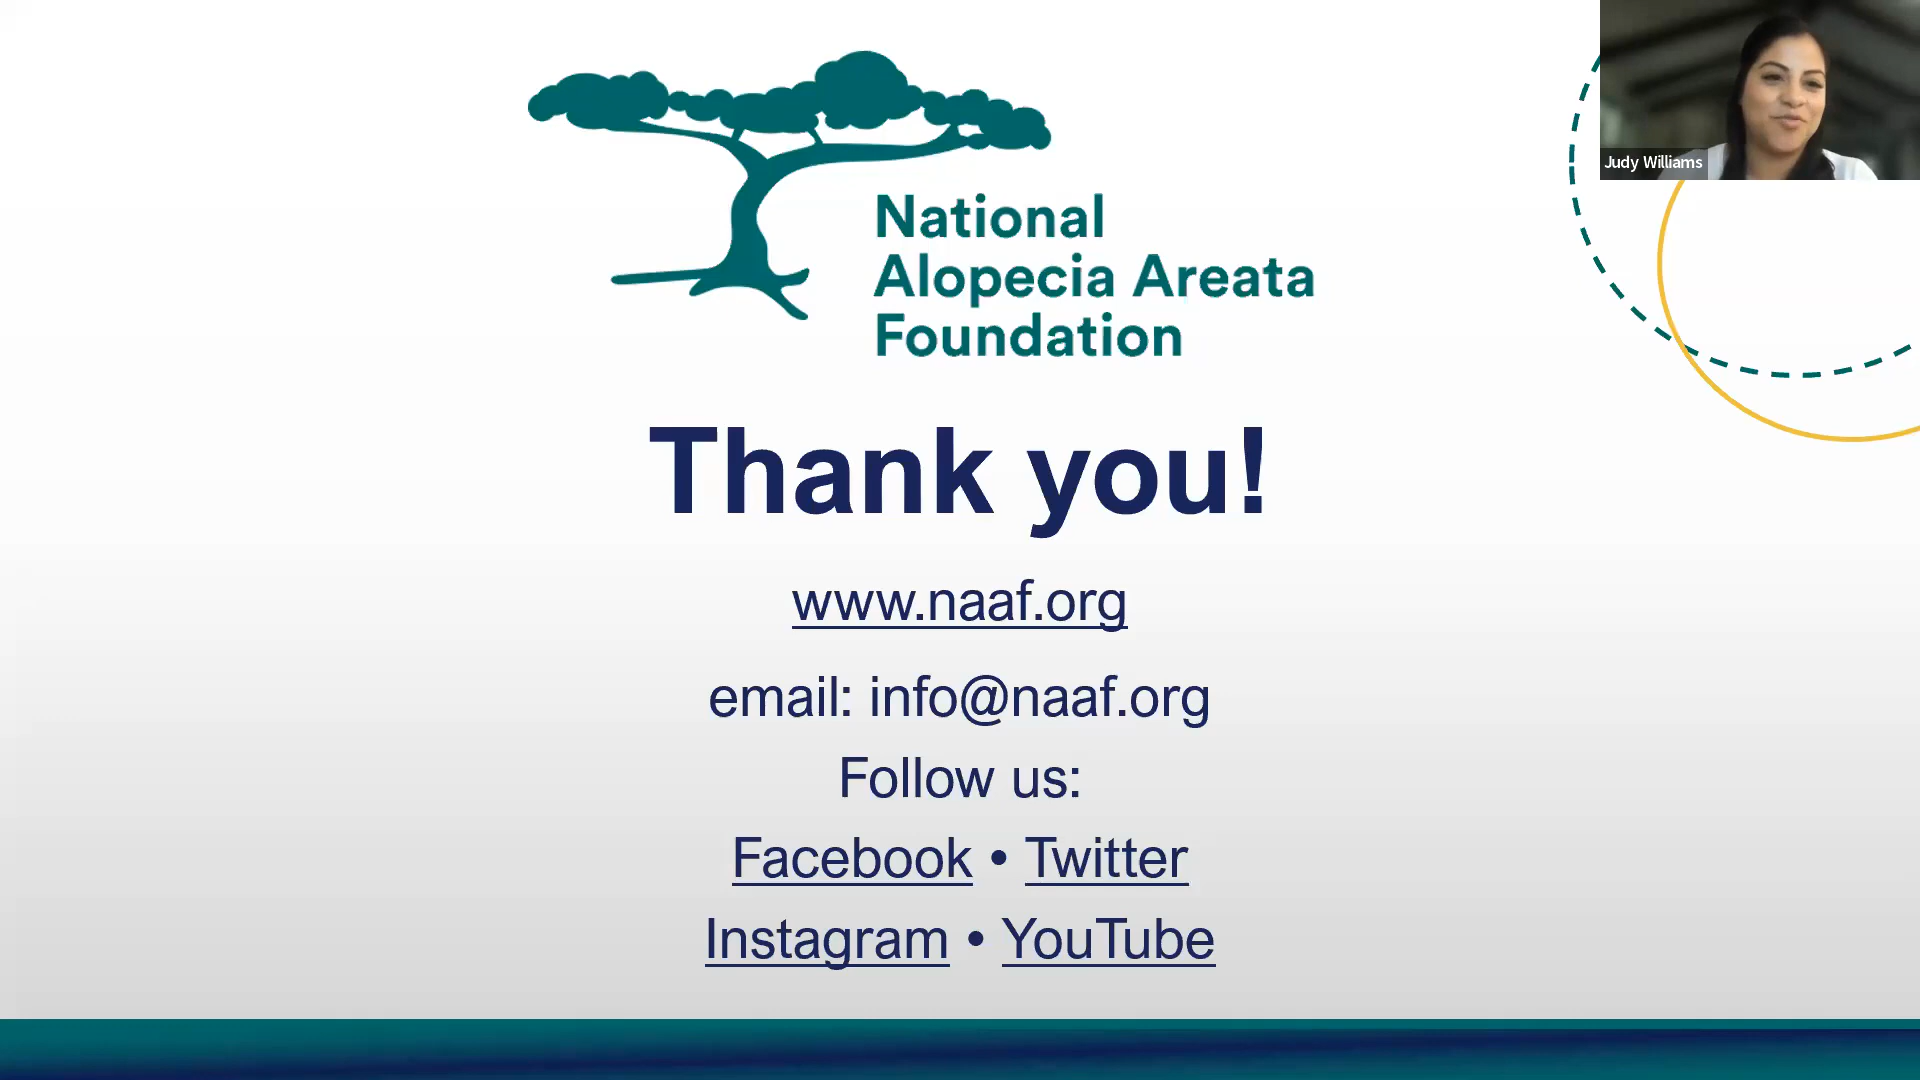 Judy Williams
National
Alopecia Areata
Foundation
Thank you!
www.naaf.org
email: info@naaf.org
Follow us:
Facebook • Twitter
Instagram • YouTube